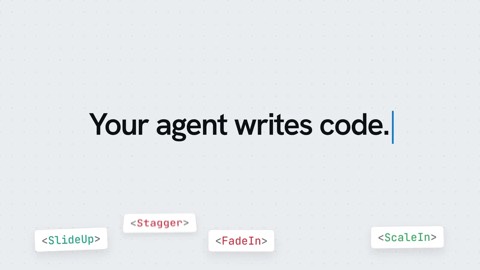 Your agent writes code.
<Stagger>
<SlideUp>
<FadeIn>
<ScaleIn>